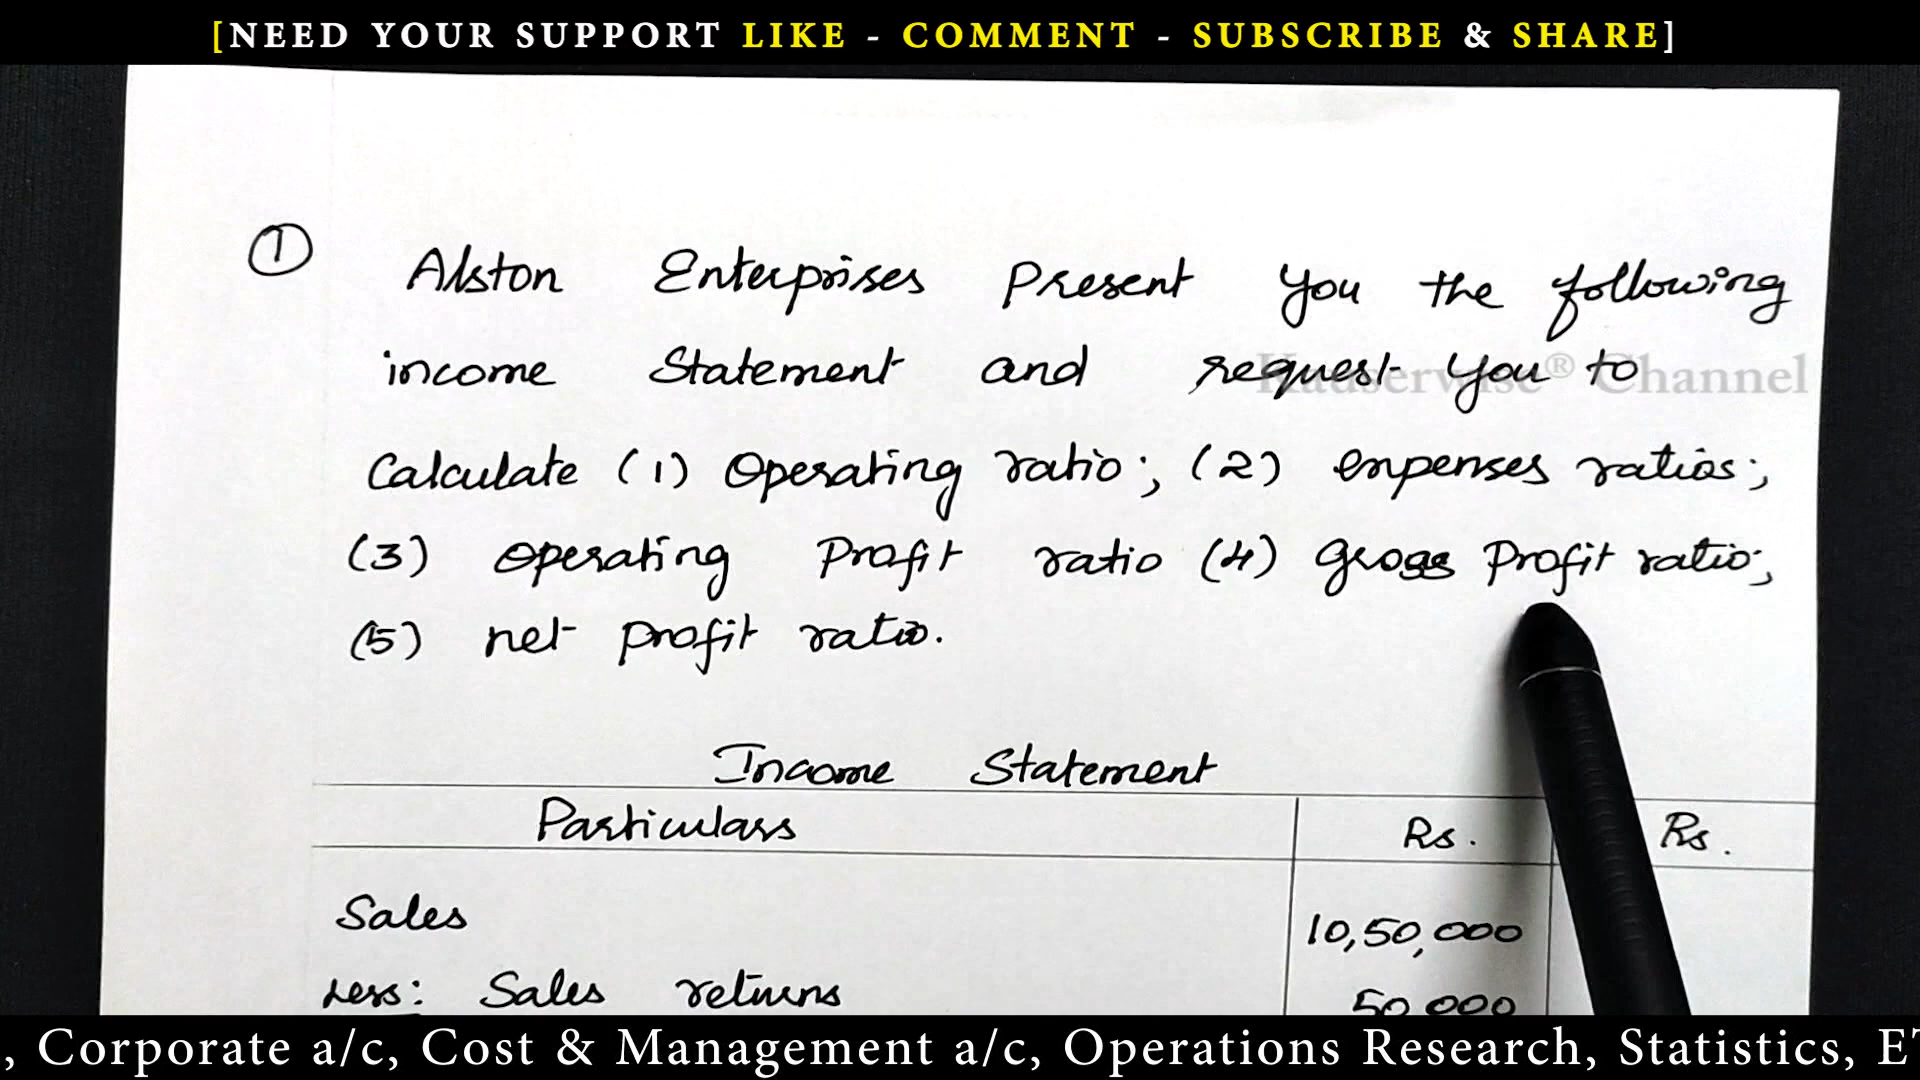 [NEED YOUR SUPPORT LIKE - COMMENT - SUBSCRIBE & SHARE]
1 Alston Enterprises Present you the following
income Statement and request you to
Kauserwise® Channel
Calculate (1) Operating ratio; (2) expenses ratios;
(3) Operating Profit ratio (4) Gross Profit ratio;
(5) net profit ratio.
Income Statement
Particulars Rs. Rs.
Sales 10,50,000
Less: Sales returns 50,000
, Corporate a/c, Cost & Management a/c, Operations Research, Statistics, ET